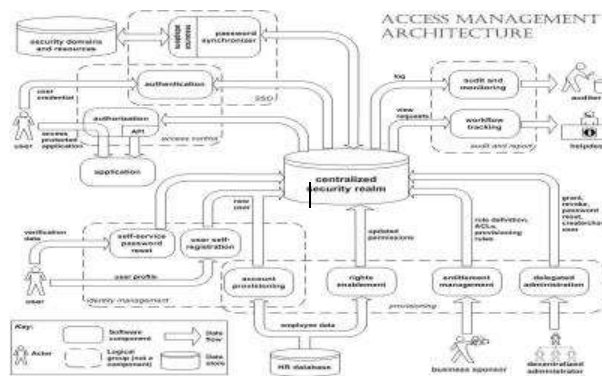 ACCESS MANAGEMENT
ARCHITECTURE
security domains
and resources
resource
adaptors
password
synchronizer
authentication
SSO
user
credential
user
access
protected
application
authorisation
API
access control
application
log
view
requests
audit and
monitoring
workflow
tracking
audit and report
auditor
helpdesk
centralized
security realm
new
user
updated
permissions
role definition,
ACLs,
provisioning
rules
grant,
revoke,
password
reset,
create
user
verification
data
user
self-service
password
reset
user self-
registration
user profile
identity management
account
provisioning
rights
enablement
entitlement
management
delegated
administration
provisioning
employee data
HR database
business sponsor
decentralized
administrator
Key:
Actor
Software
component
Logical
group (not a
component)
Data
flow
Data
store